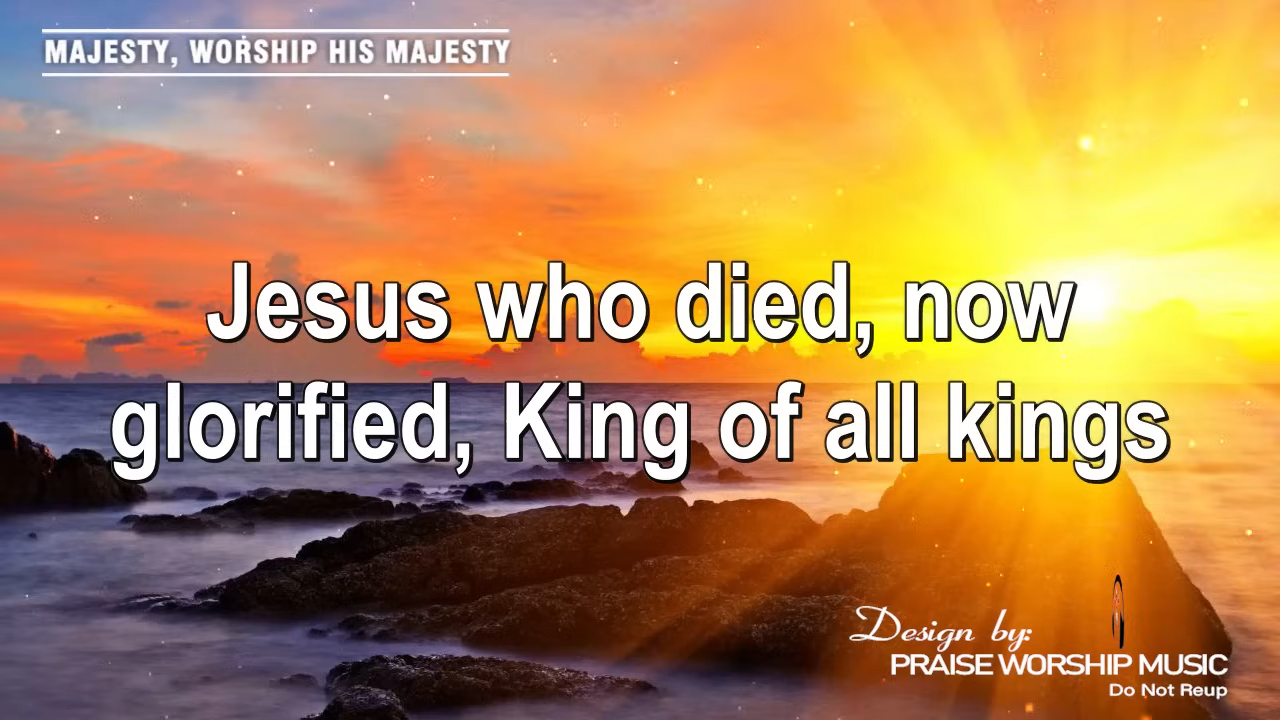 MAJESTY, WORSHIP HIS MAJESTY
Jesus who died, now
glorified, King of all kings
Design by:
PRAISE WORSHIP MUSIC
Do Not Reup